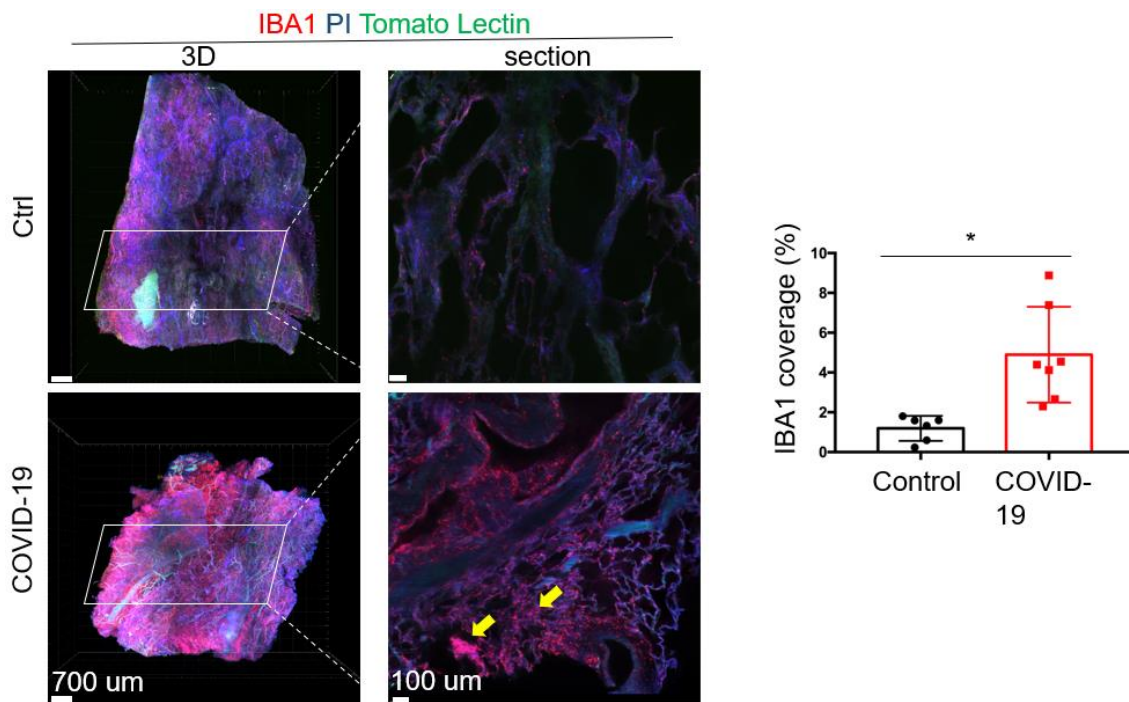 IBA1 PI Tomato Lectin
3D
section
Ctrl
COVID-19
700 um
100 um
*
IBA1 coverage (%)
10
8
6
4
2
0
Control
COVID-
19